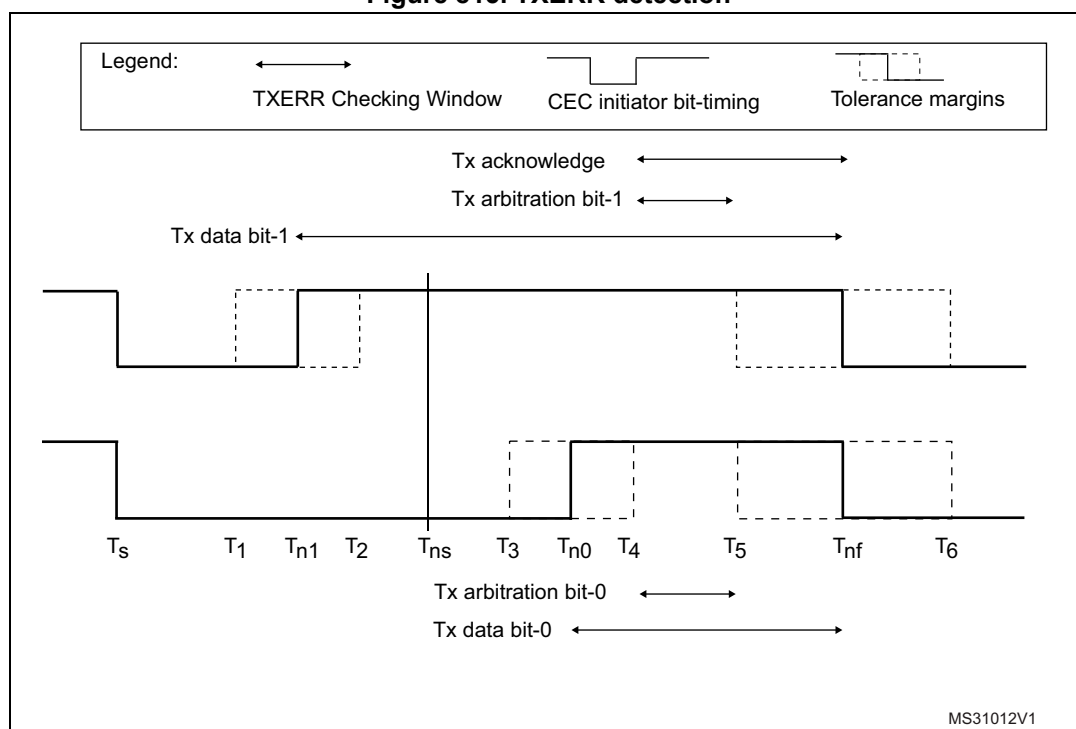 Figure TXERR detection
Legend:
TXERR Checking Window
CEC initiator bit-timing
Tolerance margins
Tx acknowledge
Tx arbitration bit-1
Tx data bit-1
Ts T1 Tn1 T2 Tns T3 Tn0 T4 T5 Tnf T6
Tx arbitration bit-0
Tx data bit-0
MS31012V1